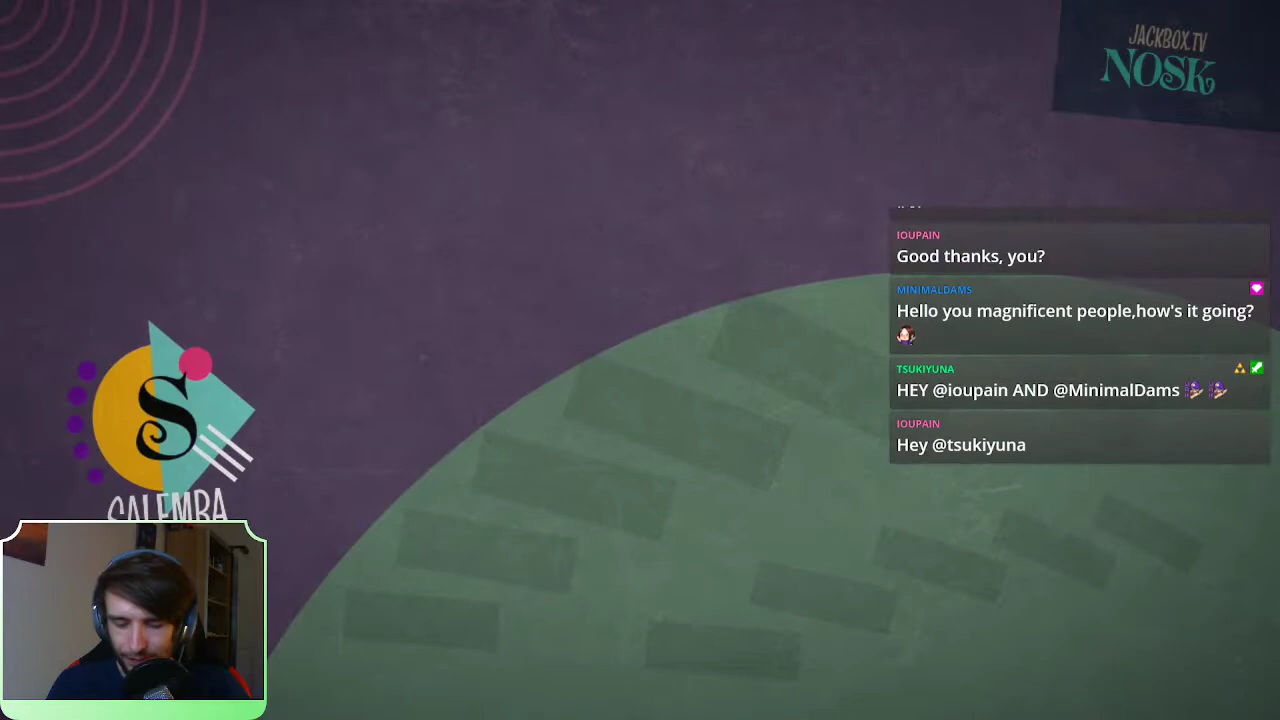 JACKBOX.TV
NOSK
IOUPAIN
Good thanks, you?
MINIMALDAMS
Hello you magnificent people,how's it going?
TSUKIYUNA
HEY @ioupain AND @MinimalDams
IOUPAIN
Hey @tsukiyuna
S
SALEMBA